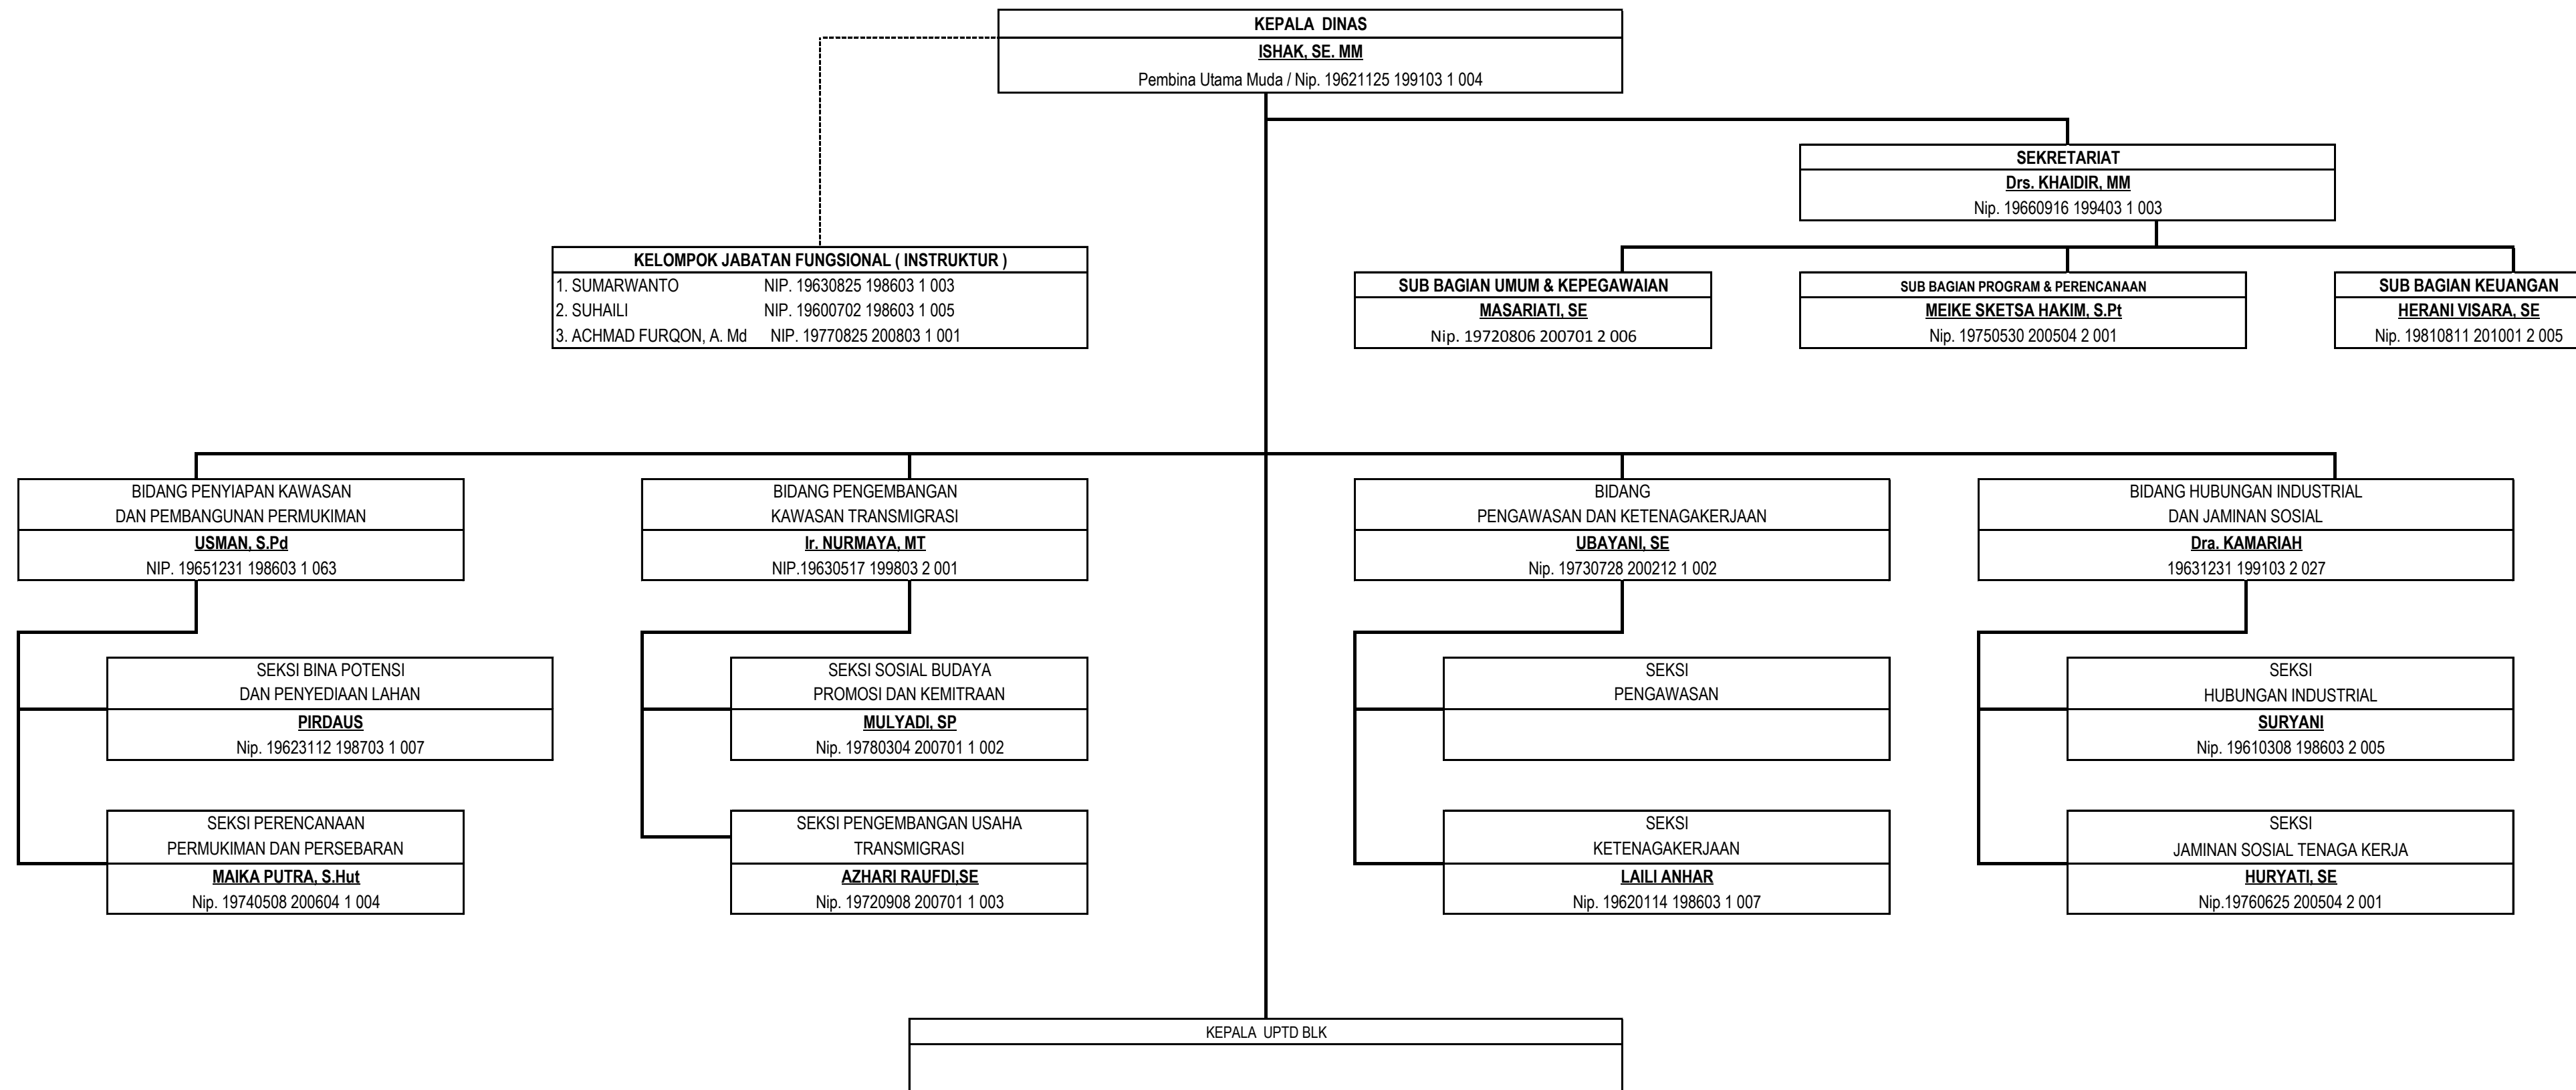 KEPALA DINAS
ISHAK, SE. MM
Pembina Utama Muda / Nip. 19621125 199103 1 004
SEKRETARIAT
Drs. KHAIDIR, MM
Nip. 19660916 199403 1 003
KELOMPOK JABATAN FUNGSIONAL ( INSTRUKTUR )
1. SUMARWANTO NIP. 19630825 198603 1 003
2. SUHAILI NIP. 19600702 198603 1 005
3. ACHMAD FURQON, A. Md NIP. 19770825 200803 1 001
SUB BAGIAN UMUM & KEPEGAWAIAN
MASARIATI, SE
Nip. 19720806 200701 2 006
SUB BAGIAN PROGRAM & PERENCANAAN
MEIKE SKETSA HAKIM, S.Pt
Nip. 19750530 200504 2 001
SUB BAGIAN KEUANGAN
HERANI VISARA, SE
Nip. 19810811 201001 2 005
BIDANG PENYIAPAN KAWASAN
DAN PEMBANGUNAN PERMUKIMAN
USMAN, S.Pd
NIP. 19651231 198603 1 063
BIDANG PENGEMBANGAN
KAWASAN TRANSMIGRASI
Ir. NURMAYA, MT
NIP.19630517 199803 2 001
BIDANG
PENGAWASAN DAN KETENAGAKERJAAN
UBAYANI, SE
Nip. 19730728 200212 1 002
BIDANG HUBUNGAN INDUSTRIAL
DAN JAMINAN SOSIAL
Dra. KAMARIAH
19631231 199103 2 027
SEKSI BINA POTENSI
DAN PENYEDIAAN LAHAN
PIRDAUS
Nip. 19623112 198703 1 007
SEKSI SOSIAL BUDAYA
PROMOSI DAN KEMITRAAN
MULYADI, SP
Nip. 19780304 200701 1 002
SEKSI
PENGAWASAN
SEKSI
HUBUNGAN INDUSTRIAL
SURYANI
Nip. 19610308 198603 2 005
SEKSI PERENCANAAN
PERMUKIMAN DAN PERSEBARAN
MAIKA PUTRA, S.Hut
Nip. 19740508 200604 1 004
SEKSI PENGEMBANGAN USAHA
TRANSMIGRASI
AZHARI RAUFDI,SE
Nip. 19720908 200701 1 003
SEKSI
KETENAGAKERJAAN
LAILI ANHAR
Nip. 19620114 198603 1 007
SEKSI
JAMINAN SOSIAL TENAGA KERJA
HURYATI, SE
Nip.19760625 200504 2 001
KEPALA UPTD BLK